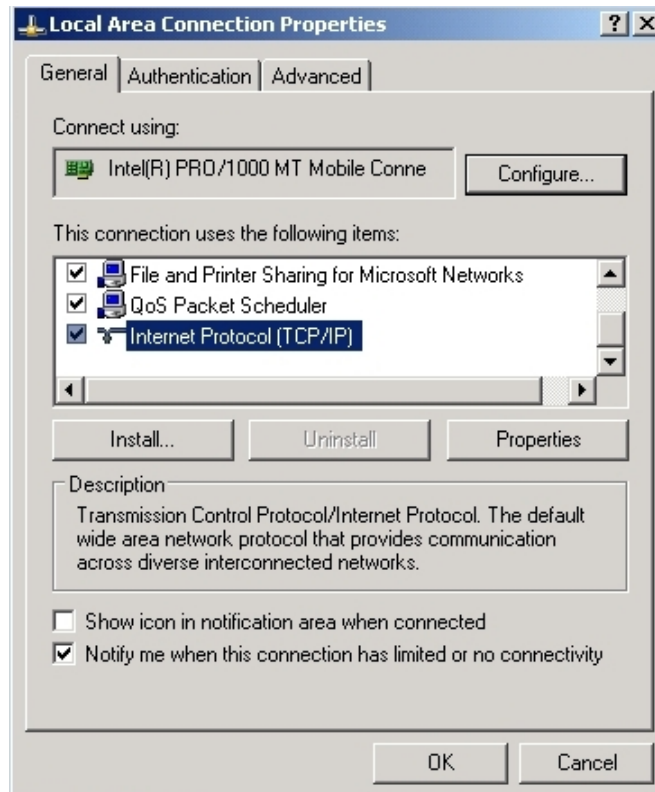 Local Area Connection Properties
General Authentication Advanced
Connect using:
Intel(R) PRO/1000 MT Mobile Conne
Configure...
This connection uses the following items:
File and Printer Sharing for Microsoft Networks
QoS Packet Scheduler
Internet Protocol (TCP/IP)
Install... Uninstall Properties
Description
Transmission Control Protocol/Internet Protocol. The default
wide area network protocol that provides communication
across diverse interconnected networks.
Show icon in notification area when connected
Notify me when this connection has limited or no connectivity
OK Cancel